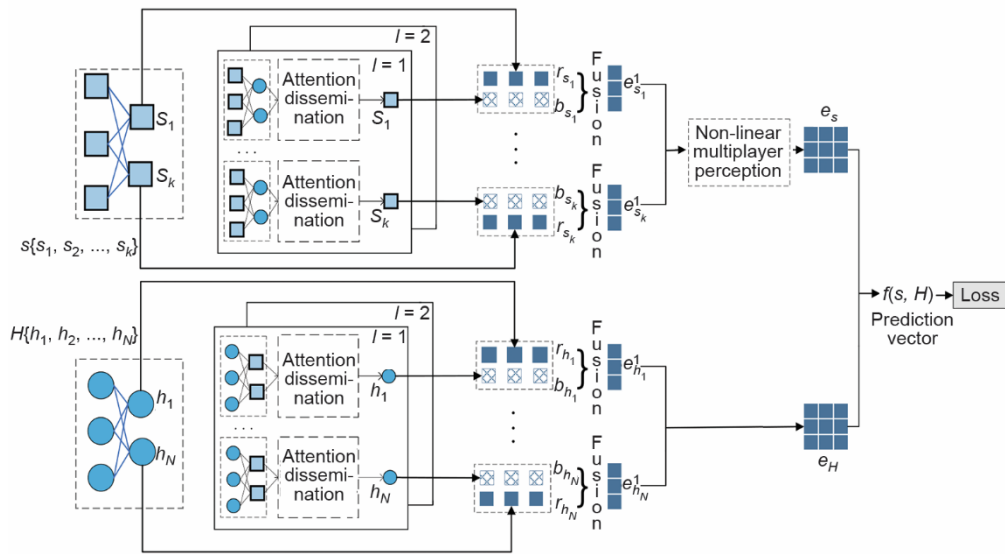 l = 2
l = 1
Attention
dissemi-
nation
S1
. . .
Attention
dissemi-
nation
Sk
S1
Sk
s{s1, s2, ..., sk}
rs1
bs1
Fusion
e1s1
bsk
rsk
Fusion
e1sk
Non-linear
multiplayer
perception
es
H{h1, h2, ..., hN}
h1
hN
l = 2
l = 1
Attention
dissemi-
nation
h1
. . .
Attention
dissemi-
nation
hN
rh1
bh1
Fusion
e1h1
bhN
rhN
Fusion
e1hN
eH
f(s, H)
Prediction
vector
Loss